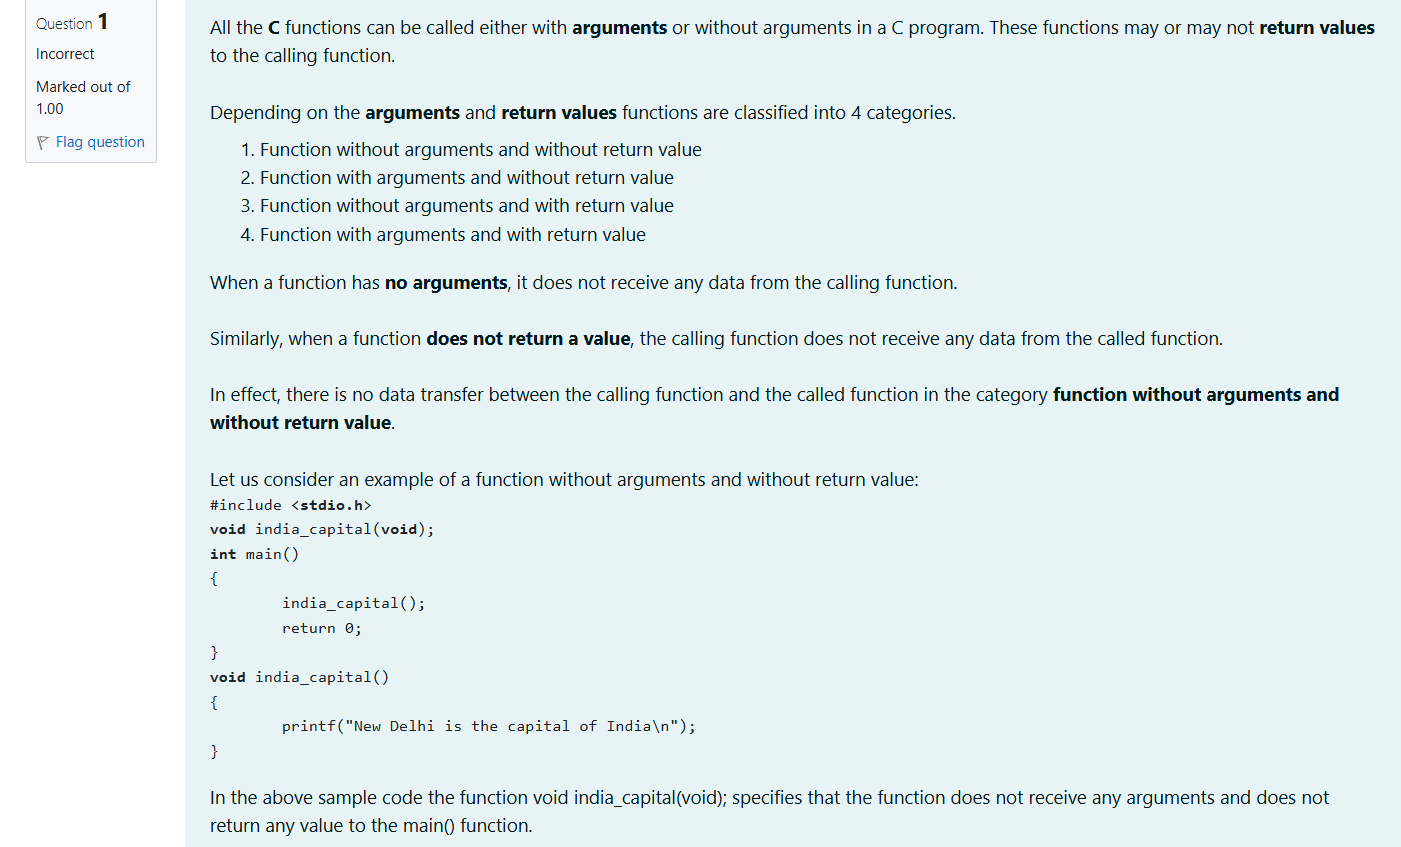 Question 1
Incorrect
Marked out of
1.00
Flag question
All the C functions can be called either with arguments or without arguments in a C program. These functions may or may not return values
to the calling function.
Depending on the arguments and return values functions are classified into 4 categories.
1. Function without arguments and without return value
2. Function with arguments and without return value
3. Function without arguments and with return value
4. Function with arguments and with return value
When a function has no arguments, it does not receive any data from the calling function.
Similarly, when a function does not return a value, the calling function does not receive any data from the called function.
In effect, there is no data transfer between the calling function and the called function in the category function without arguments and
without return value.
Let us consider an example of a function without arguments and without return value:
#include <stdio.h>
void india_capital(void);
int main()
{
india_capital();
return 0;
}
void india_capital()
{
printf("New Delhi is the capital of India\n");
}
In the above sample code the function void india_capital(void); specifies that the function does not receive any arguments and does not
return any value to the main() function.